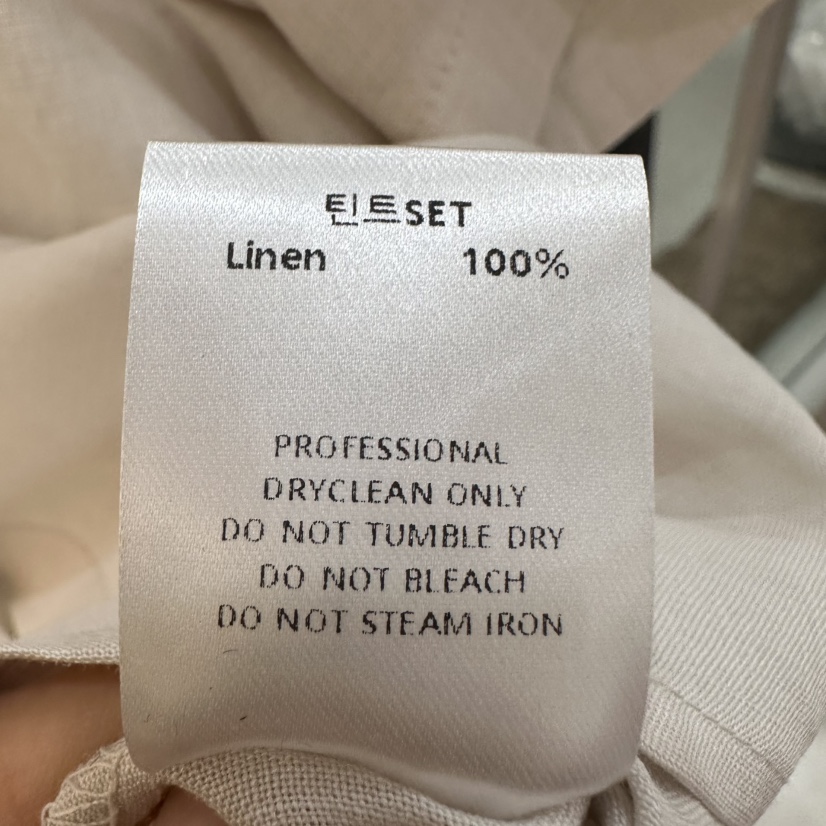 틴트SET
Linen 100%
PROFESSIONAL
DRYCLEAN ONLY
DO NOT TUMBLE DRY
DO NOT BLEACH
DO NOT STEAM IRON